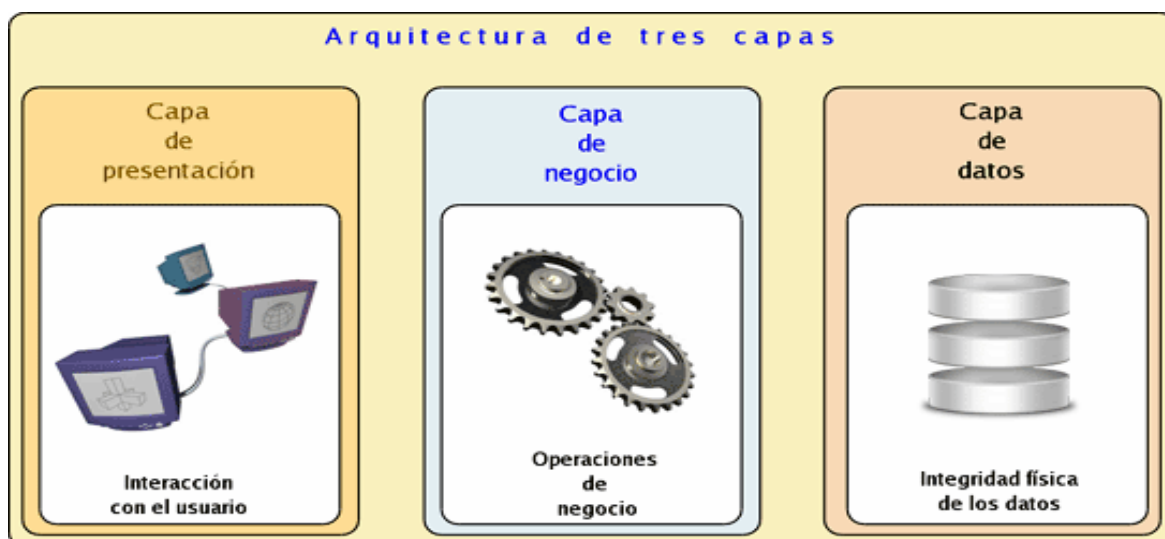 Arquitectura de tres capas
Capa
de
presentación
Interacción
con el usuario
Capa
de
negocio
Operaciones
de
negocio
Capa
de
datos
Integridad física
de los datos